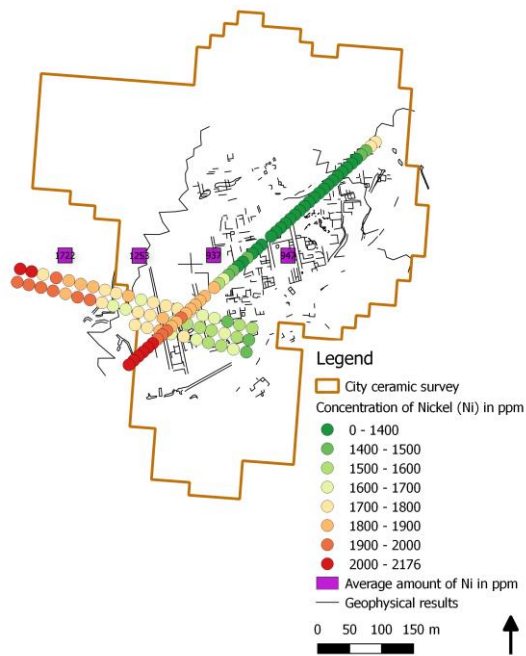 1722
1253
937
947
Legend
City ceramic survey
Concentration of Nickel (Ni) in ppm
0 - 1400
1400 - 1500
1500 - 1600
1600 - 1700
1700 - 1800
1800 - 1900
1900 - 2000
2000 - 2176
Average amount of Ni in ppm
Geophysical results
0 50 100 150 m